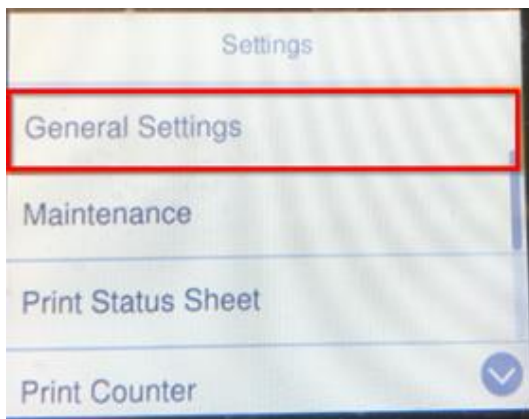 Settings
General Settings
Maintenance
Print Status Sheet
Print Counter